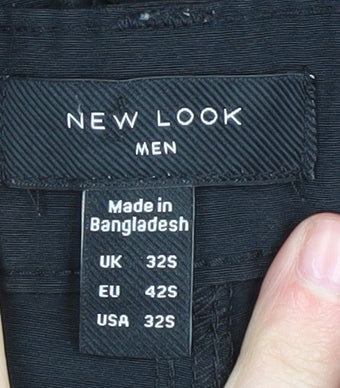 NEW LOOK
MEN
Made in
Bangladesh
UK 32S
EU 42S
USA 32S